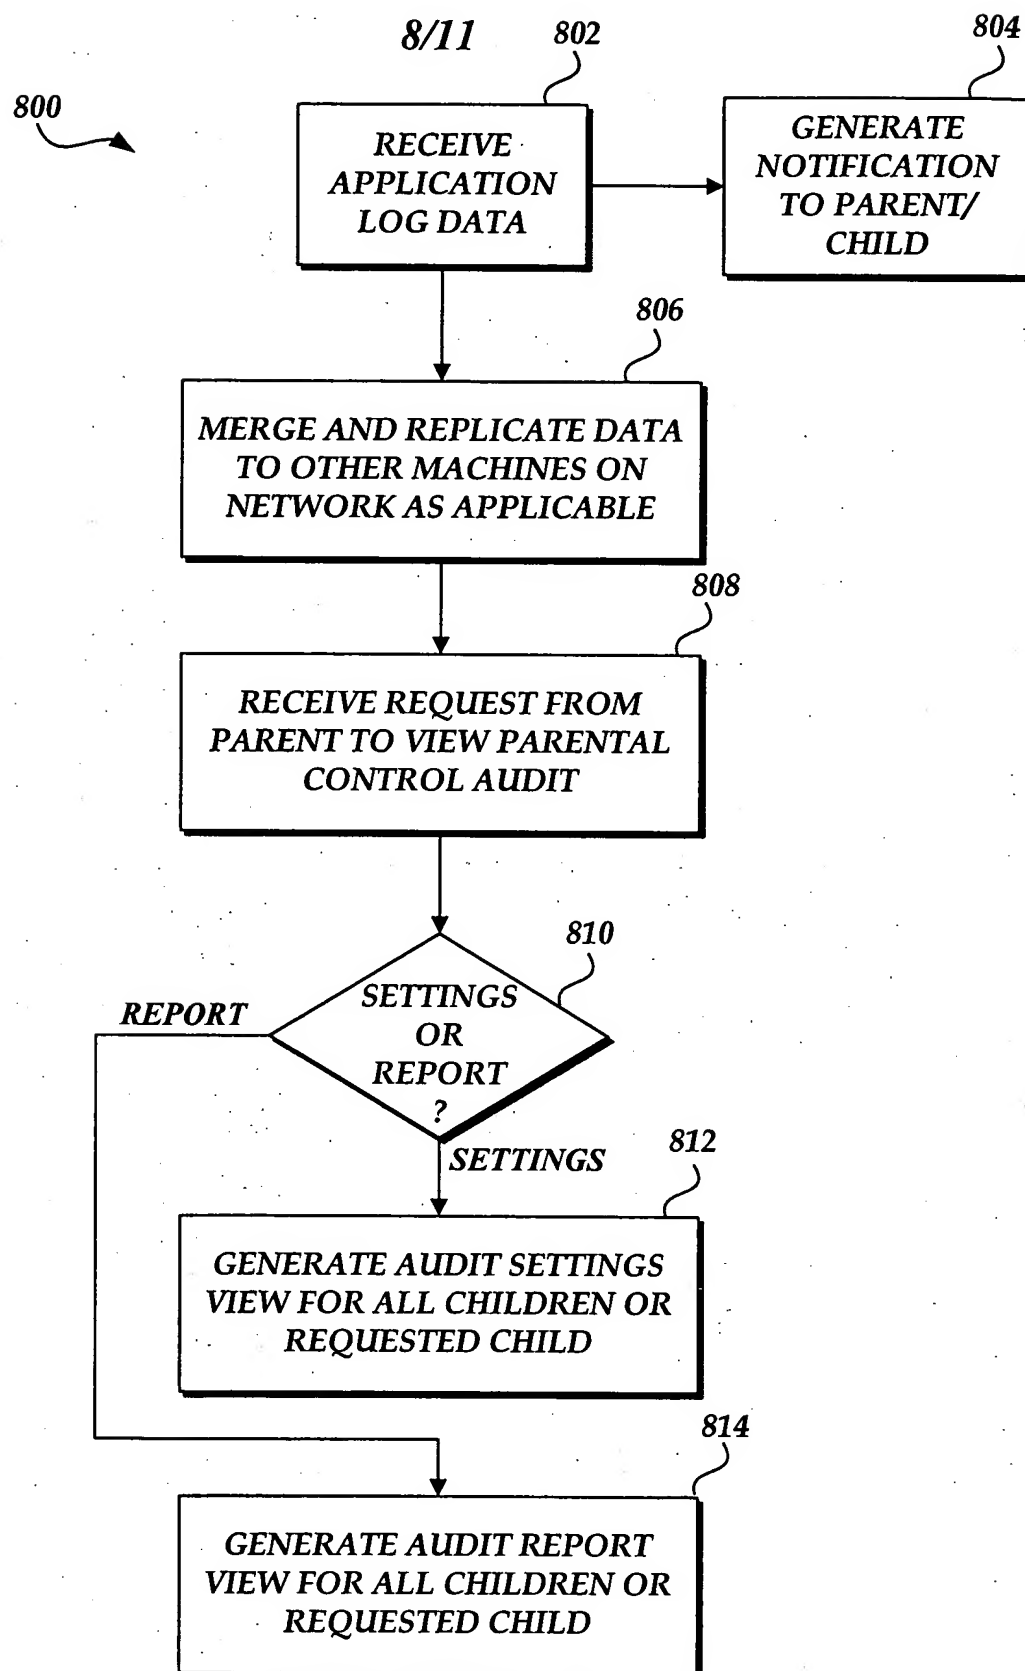 8/11
800
802
804
RECEIVE
APPLICATION
LOG DATA
GENERATE
NOTIFICATION
TO PARENT/
CHILD
806
MERGE AND REPLICATE DATA
TO OTHER MACHINES ON
NETWORK AS APPLICABLE
808
RECEIVE REQUEST FROM
PARENT TO VIEW PARENTAL
CONTROL AUDIT
810
SETTINGS
OR
REPORT
?
REPORT
SETTINGS
812
GENERATE AUDIT SETTINGS
VIEW FOR ALL CHILDREN OR
REQUESTED CHILD
814
GENERATE AUDIT REPORT
VIEW FOR ALL CHILDREN OR
REQUESTED CHILD